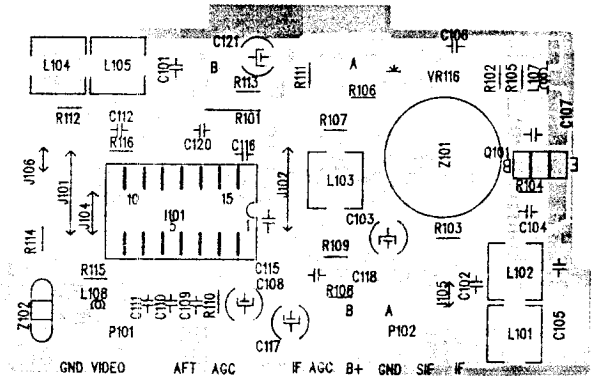 C121 C106
L104 L105 C101 B R113 R111 A * VR116 R102 R105 L107
R106
R112 C112 R101 R107 C107
R116 C120 C116 Z101 Q101
J106 J101 J104 10 15 J102 L103 B E
I101 R104
5 1 C103 C104
R114 R109 R103
C115 L102
R115 C108 C118 J105 C102
L108 R108
Z102 C111 C110 C109 R110 B A
P101 C117 P102 L101 C105
GND VIDEO AFT AGC IF AGC B+ GND SIF IF